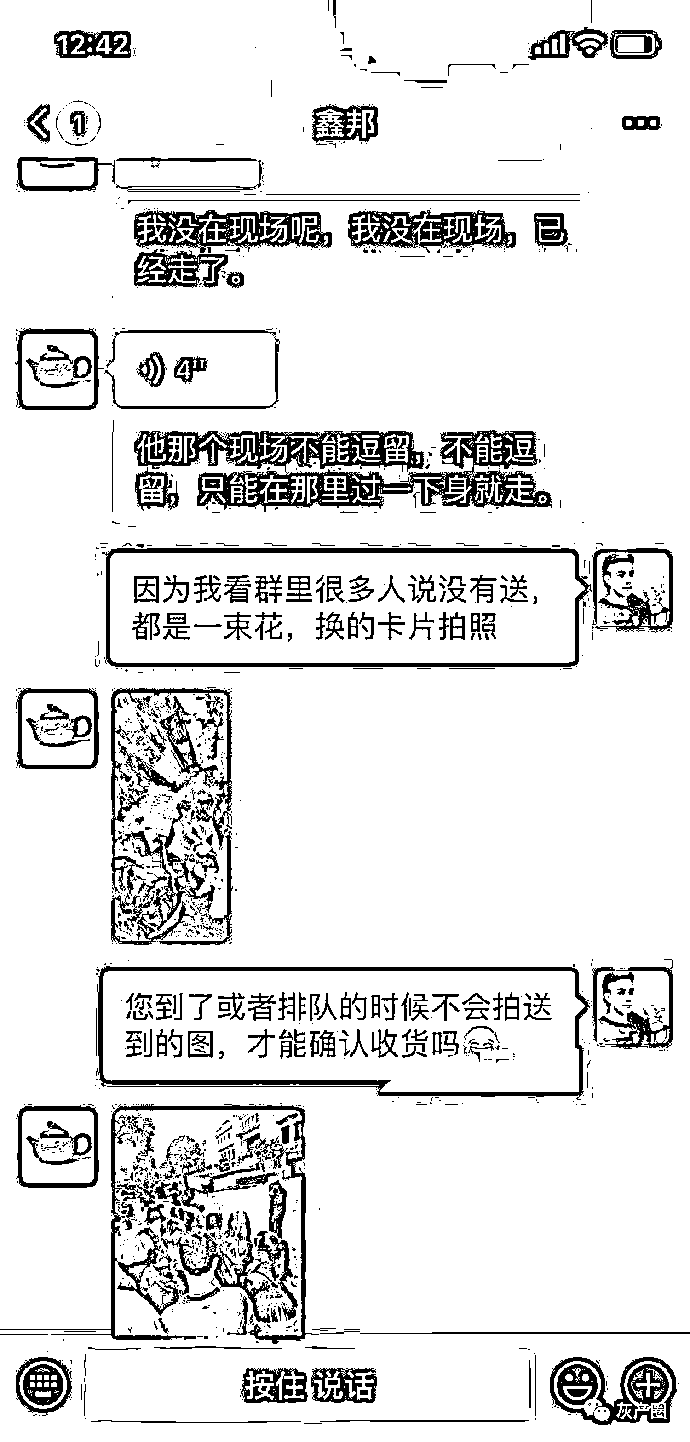 12:42
1
鑫邦
我没在现场呢，我没在现场，已
经走了。
4"
他那个现场不能逗留，不能逗
留，只能在那里过一下身就走。
因为我看群里很多人说没有送，
都是一束花，换的卡片拍照
您到了或者排队的时候不会拍送
到的图，才能确认收货吗
按住 说话
灰产圈